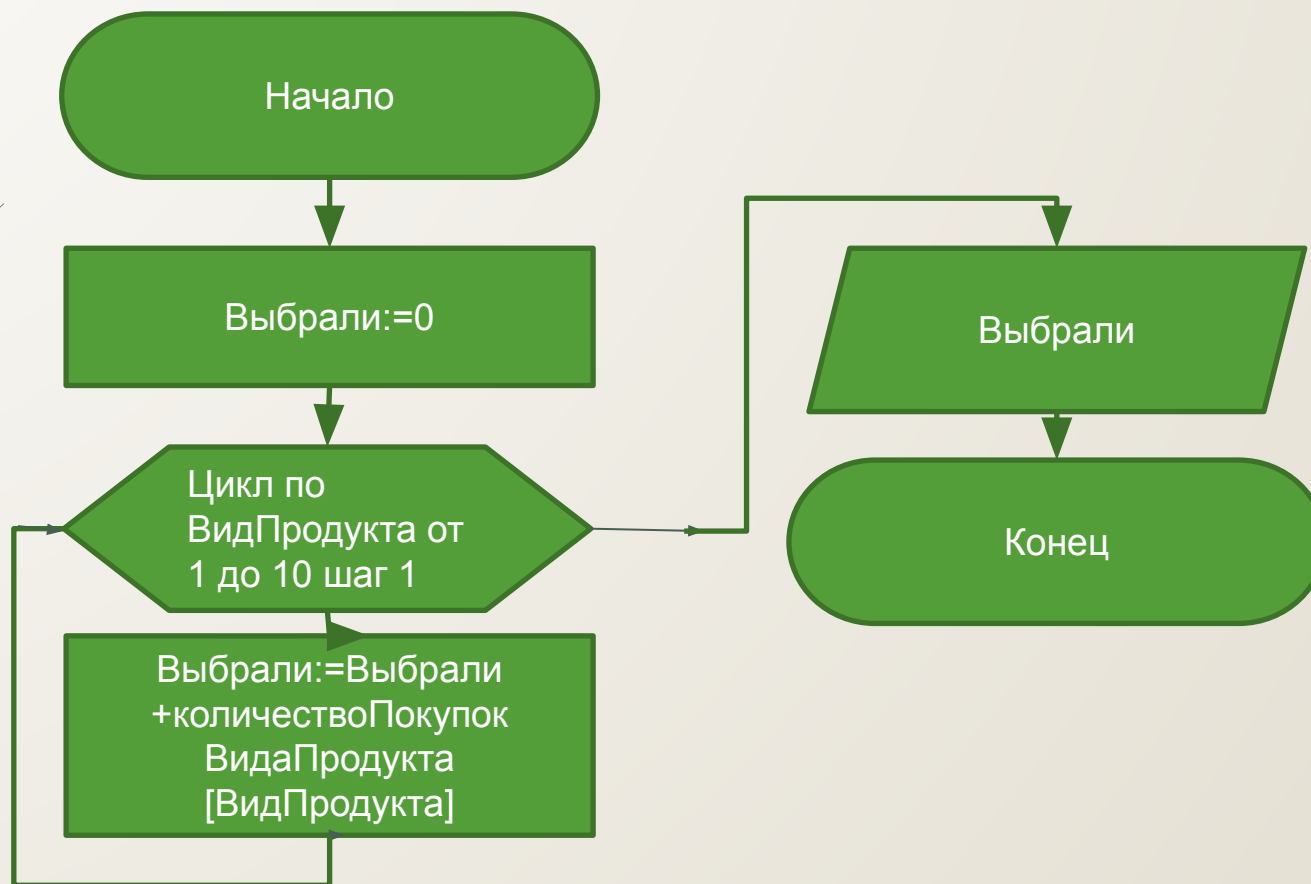 Начало
Выбрали:=0
Цикл по
ВидПродукта от
1 до 10 шаг 1
Выбрали:=Выбрали
+количествоПокупок
ВидаПродукта
[ВидПродукта]
Выбрали
Конец